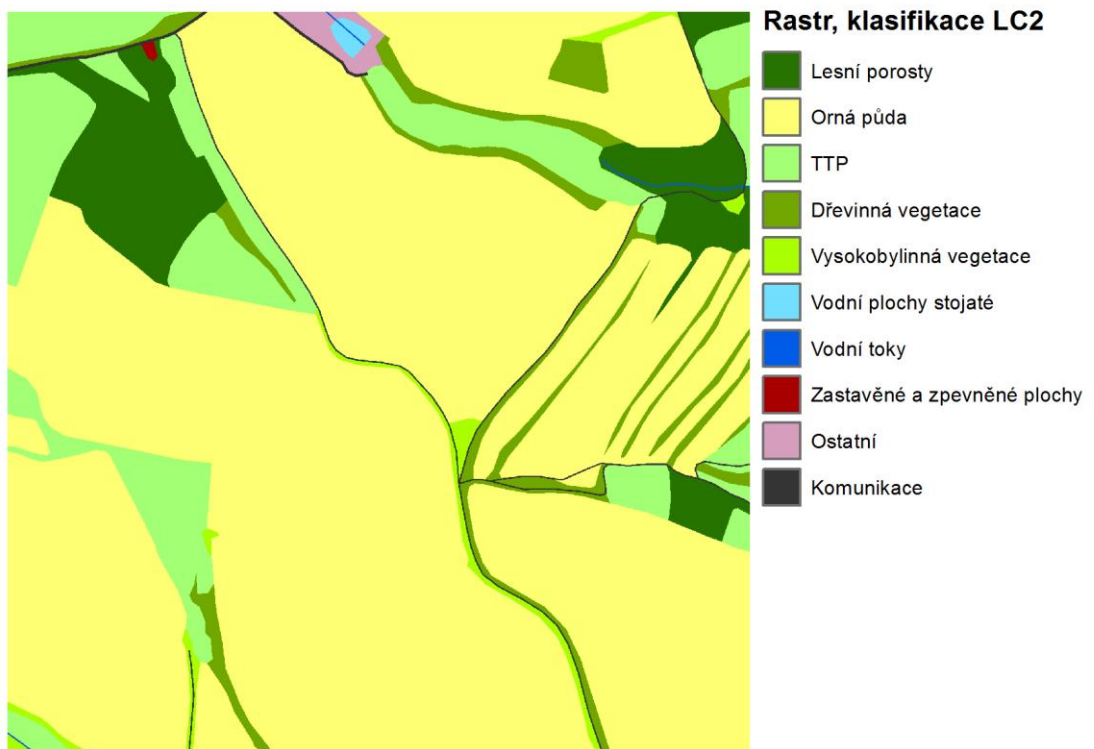 Rastr, klasifikace LC2
Lesní porosty
Orná půda
TTP
Dřevinná vegetace
Vysokobylinná vegetace
Vodní plochy stojaté
Vodní toky
Zastavěné a zpevněné plochy
Ostatní
Komunikace